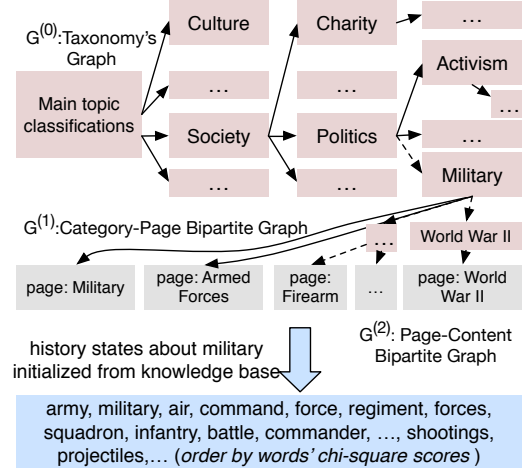 G(0):Taxonomy's
Graph
Main topic
classifications
Culture
...
Society
...
Charity
...
Politics
...
...
Activism
...
...
Military
G(1):Category-Page Bipartite Graph
...
World War II
page: Military
page: Armed
Forces
page:
Firearm
...
page: World
War II
G(2): Page-Content
Bipartite Graph
history states about military
initialized from knowledge base
army, military, air, command, force, regiment, forces,
squadron, infantry, battle, commander, ..., shootings,
projectiles,... (order by words' chi-square scores )